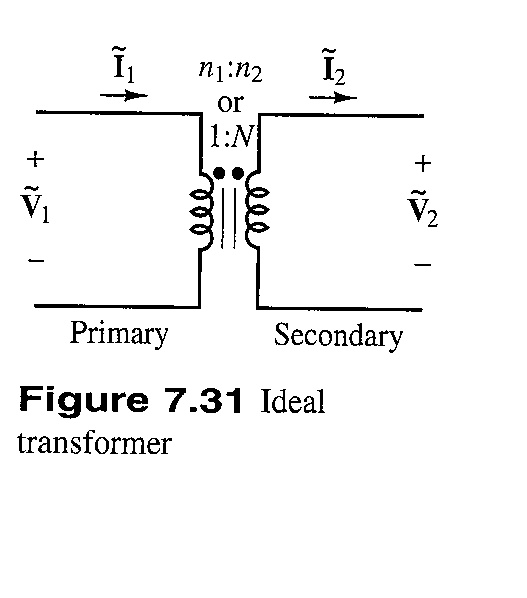 Ĩ₁ n₁:n₂ Ĩ₂
or
1:N
+ +
Ṽ₁ Ṽ₂
− −
Primary Secondary
Figure 7.31 Ideal
transformer